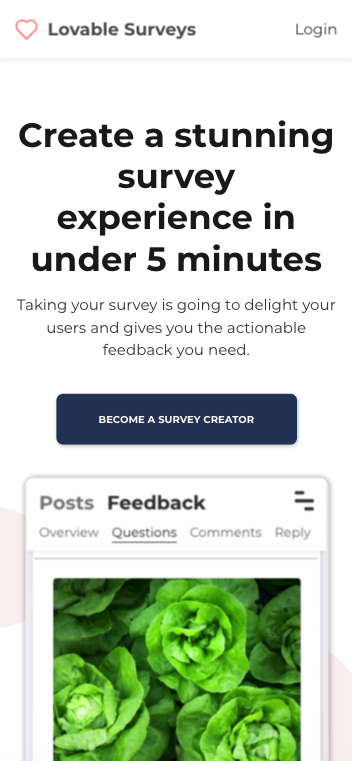 Lovable Surveys
Login
Create a stunning
survey
experience in
under 5 minutes
Taking your survey is going to delight your
users and gives you the actionable
feedback you need.
BECOME A SURVEY CREATOR
Posts Feedback
Overview Questions Comments Reply